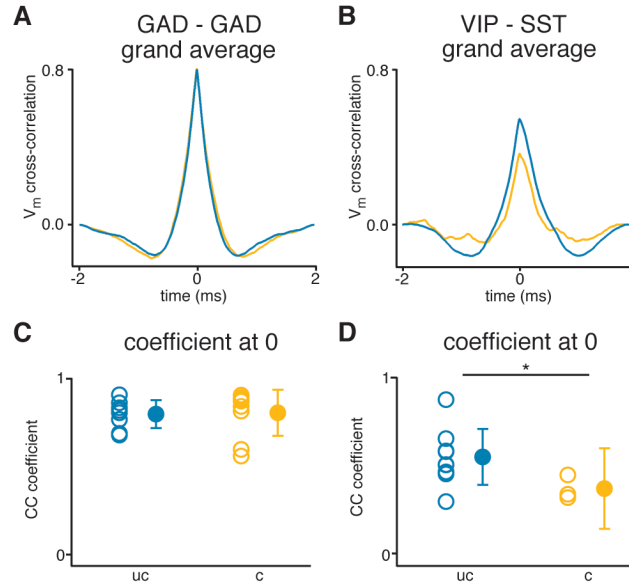 A
GAD - GAD
grand average
0.8
0.0
Vm cross-correlation
-2
0
2
time (ms)
B
VIP - SST
grand average
0.8
0.0
Vm cross-correlation
-2
0
time (ms)
C
coefficient at 0
1
0
CC coefficient
uc
c
D
coefficient at 0
*
1
0
CC coefficient
uc
c